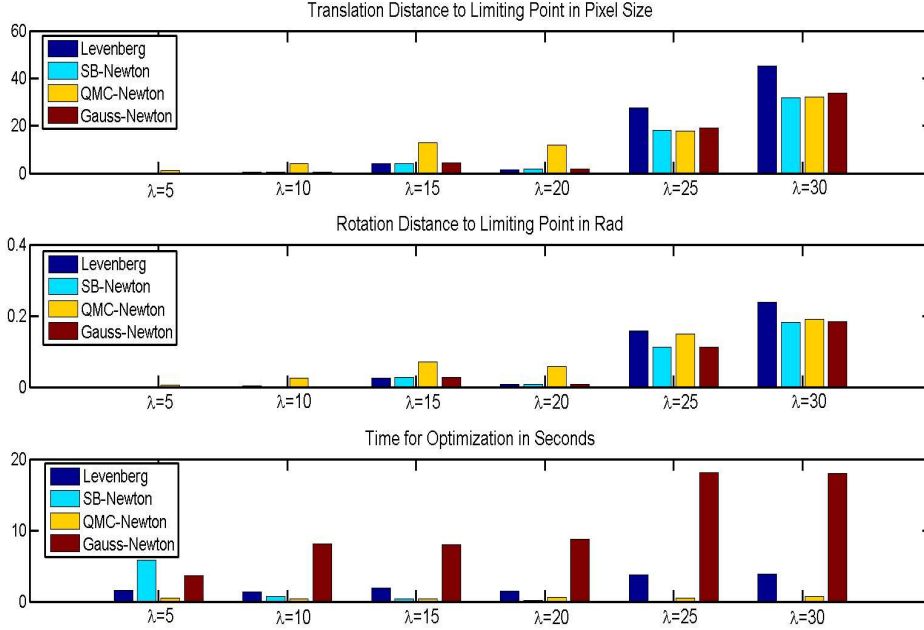 Translation Distance to Limiting Point in Pixel Size
60
40
20
0
Levenberg
SB-Newton
QMC-Newton
Gauss-Newton
λ=5 λ=10 λ=15 λ=20 λ=25 λ=30
Rotation Distance to Limiting Point in Rad
0.4
0.2
0
Levenberg
SB-Newton
QMC-Newton
Gauss-Newton
λ=5 λ=10 λ=15 λ=20 λ=25 λ=30
Time for Optimization in Seconds
20
10
0
Levenberg
SB-Newton
QMC-Newton
Gauss-Newton
λ=5 λ=10 λ=15 λ=20 λ=25 λ=30